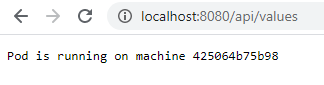 localhost:8080/api/values
Pod is running on machine 425064b75b98